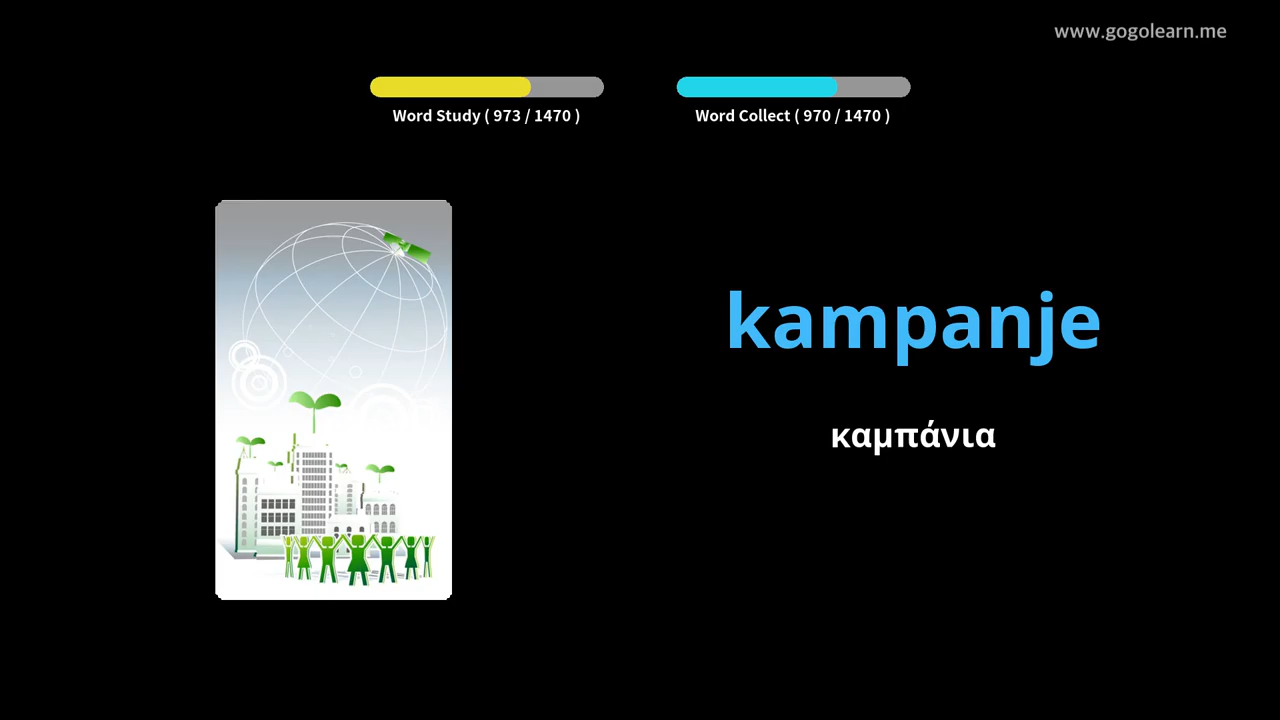 www.gogolearn.me
Word Study ( 973 / 1470 )
Word Collect ( 970 / 1470 )
kampanje
καμπάνια